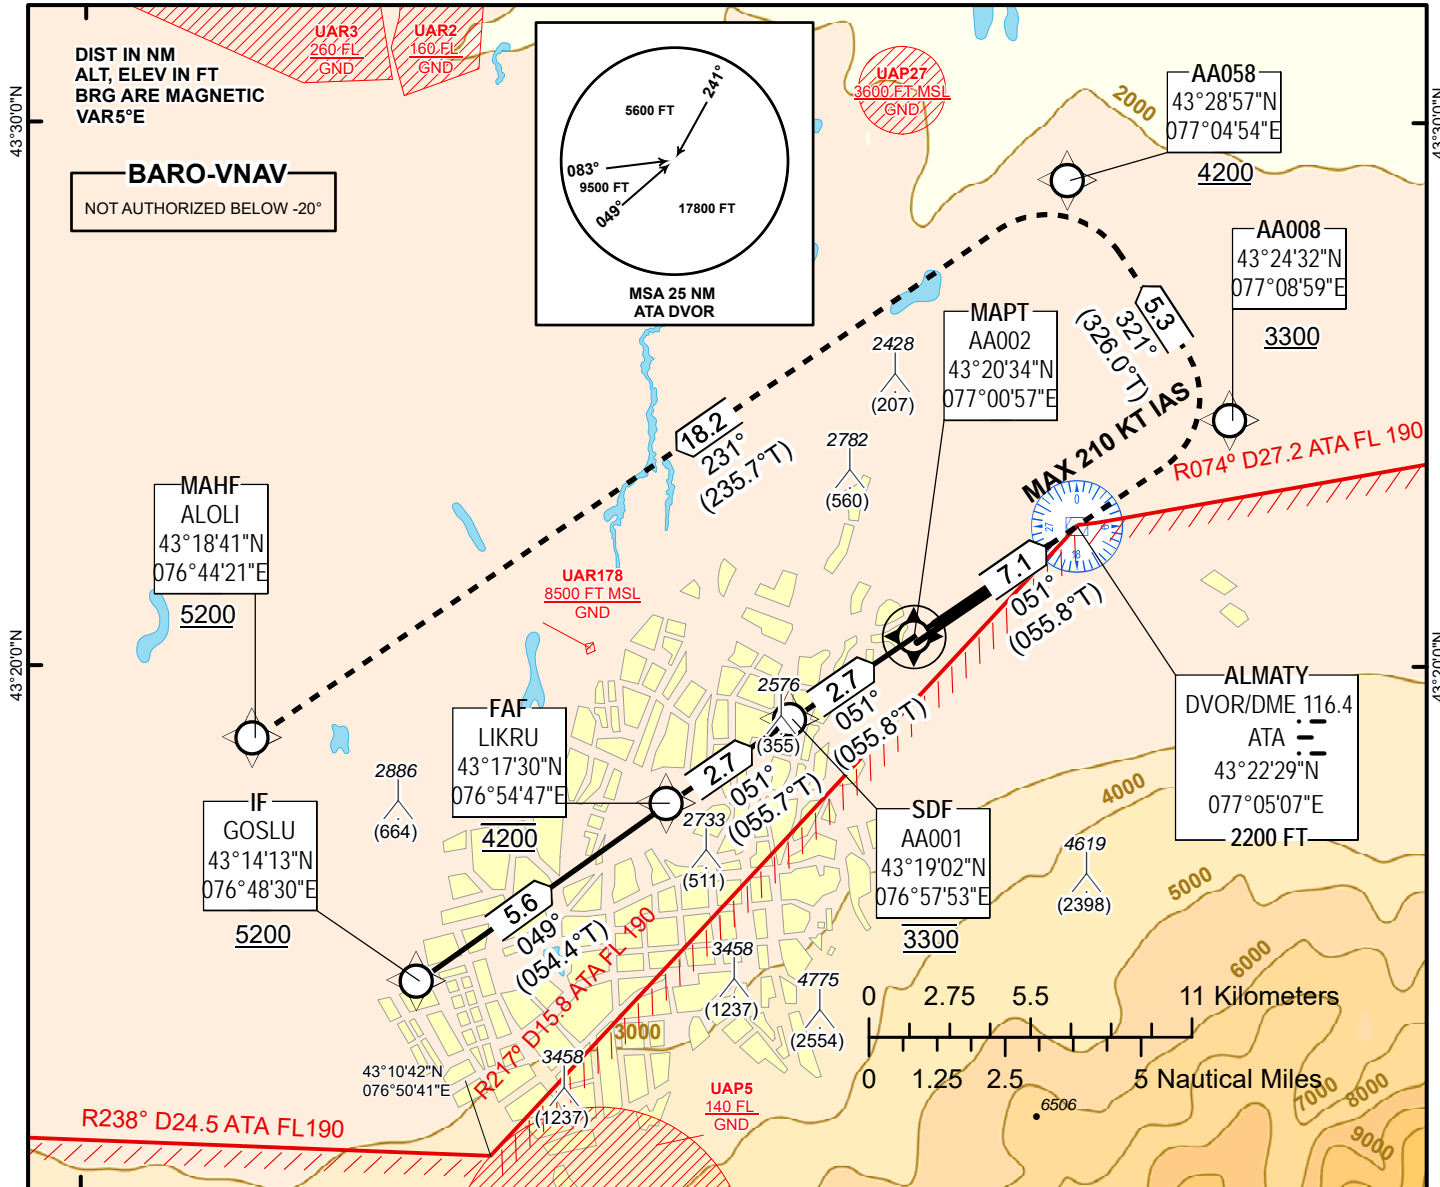 UAR3
260 FL
GND
UAR2
160 FL
GND
DIST IN NM
ALT, ELEV IN FT
BRG ARE MAGNETIC
VAR5°E
BARO-VNAV
NOT AUTHORIZED BELOW -20°
241°
5600 FT
083°
9500 FT
049°
17800 FT
MSA 25 NM
ATA DVOR
UAP27
3600 FT MSL
GND
2000
AA058
43°28'57"N
077°04'54"E
4200
43°30'0"N
43°30'0"N
AA008
43°24'32"N
077°08'59"E
3300
MAPT
AA002
43°20'34"N
077°00'57"E
5.3
321°
(326.0°T)
2428
(207)
2782
(560)
18.2
231°
(235.7°T)
MAX 210 KT IAS
R074º D27.2 ATA FL 190
0
27
9
18
MAHF
ALOLI
43°18'41"N
076°44'21"E
5200
UAR178
8500 FT MSL
GND
7.1
051°
(055.8°T)
43°20'0"N
43°20'0"N
2576
(355)
2.7
051°
(055.8°T)
FAF
LIKRU
43°17'30"N
076°54'47"E
4200
2.7
051°
(055.7°T)
ALMATY
DVOR/DME 116.4
ATA
43°22'29"N
077°05'07"E
2200 FT
2886
(664)
IF
GOSLU
43°14'13"N
076°48'30"E
5200
2733
(511)
SDF
AA001
43°19'02"N
076°57'53"E
3300
4000
4619
(2398)
5000
5.6
049°
(054.4°T)
6000
3458
(1237)
4775
(2554)
0 2.75 5.5 11 Kilometers
0 1.25 2.5 5 Nautical Miles
R217º D15.8 ATA FL 190
3000
3458
(1237)
43°10'42"N
076°50'41"E
UAP5
140 FL
GND
6506
7000
8000
9000
R238° D24.5 ATA FL190